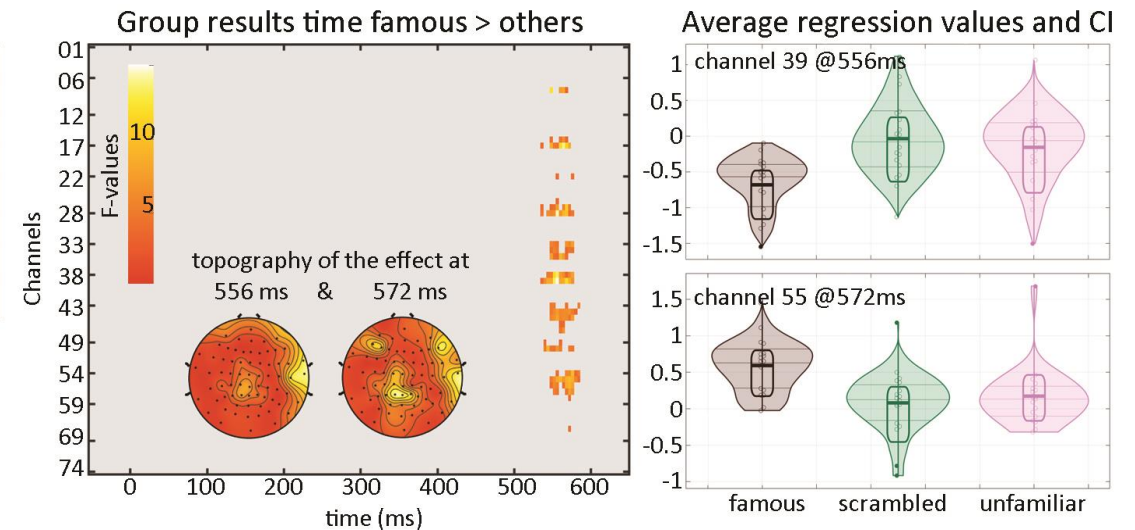 Group results time famous > others
Channels
01
06
12
17
22
28
33
38
43
49
54
59
69
74
F-values
10
5
topography of the effect at
556 ms & 572 ms
0 100 200 300 400 500 600
time (ms)
Average regression values and CI
channel 39 @556ms
1
0.5
0
-0.5
-1
-1.5
channel 55 @572ms
1.5
1
0.5
0
-0.5
-1
famous scrambled unfamiliar